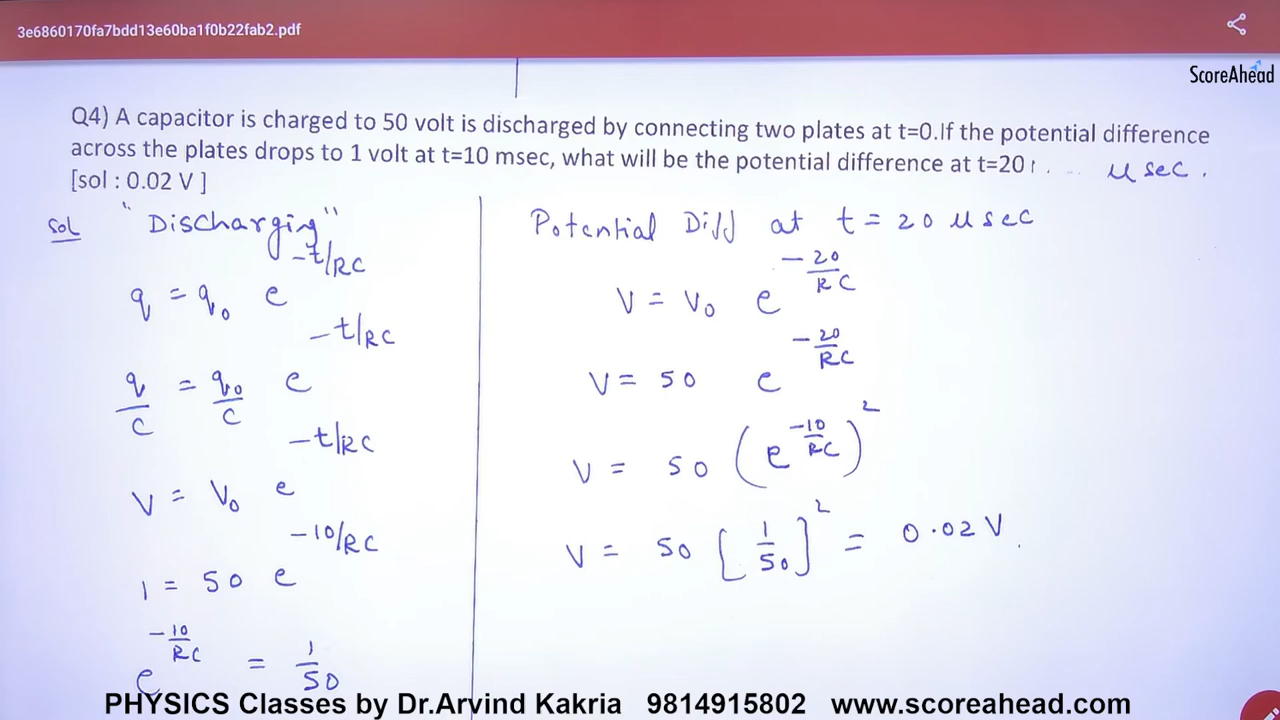 3e6860170fa7bdd13e60ba1f0b22fab2.pdf
ScoreAhead
Q4) A capacitor is charged to 50 volt is discharged by connecting two plates at t=0.If the potential difference
across the plates drops to 1 volt at t=10 msec, what will be the potential difference at t=20 μ sec.
[sol : 0.02 V ]
Sol "Discharging"
q = q₀ e^(-t/RC)
q/C = q₀/C e^(-t/RC)
V = V₀ e^(-t/RC)
1 = 50 e^(-10/RC)
e^(-10/RC) = 1/50
Potential Diff at t = 20 μsec
V = V₀ e^(-20/RC)
V = 50 e^(-20/RC)
V = 50 (e^(-10/RC))²
V = 50 [1/50]² = 0.02 V
PHYSICS Classes by Dr.Arvind Kakria 9814915802 www.scoreahead.com